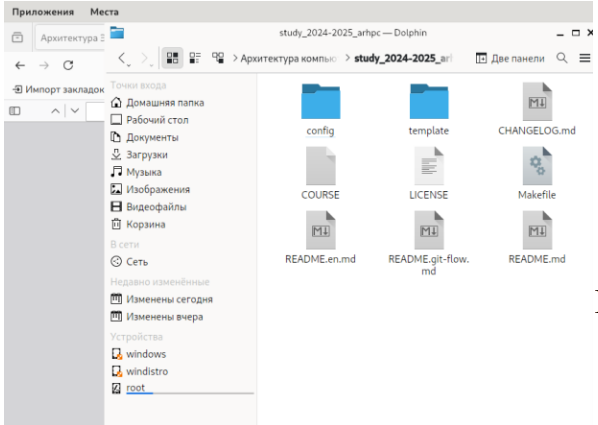 Приложения Места
study_2024-2025_arhpc — Dolphin
Архитектура
Архитектура компью study_2024-2025_ar Две панели
Импорт закладок
Точки входа
Домашняя папка
Рабочий стол
Документы
Загрузки
Музыка
Изображения
Видеофайлы
Корзина
В сети
Сеть
Недавно изменённые
Изменены сегодня
Изменены вчера
Устройства
windows
windistro
root
config template CHANGELOG.md
COURSE LICENSE Makefile
README.en.md README.git-flow.md README.md